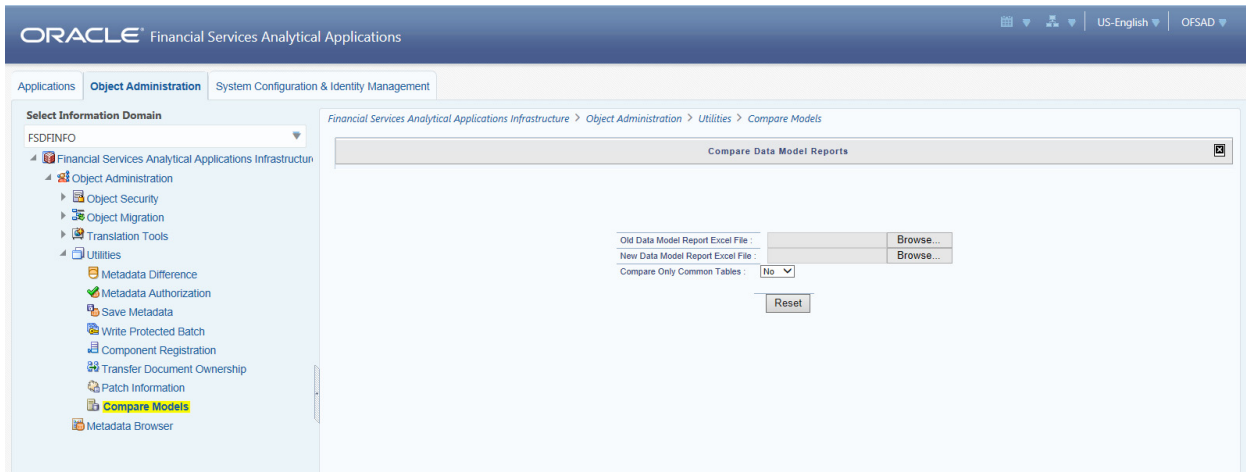 ORACLE® Financial Services Analytical Applications
US-English
OFSAD
Applications
Object Administration
System Configuration & Identity Management
Select Information Domain
FSDFINFO
Financial Services Analytical Applications Infrastructure
Object Administration
Object Security
Object Migration
Translation Tools
Utilities
Metadata Difference
Metadata Authorization
Save Metadata
Write Protected Batch
Component Registration
Transfer Document Ownership
Patch Information
Compare Models
Metadata Browser
Financial Services Analytical Applications Infrastructure > Object Administration > Utilities > Compare Models
Compare Data Model Reports
Old Data Model Report Excel File : Browse...
New Data Model Report Excel File : Browse...
Compare Only Common Tables : No
Reset